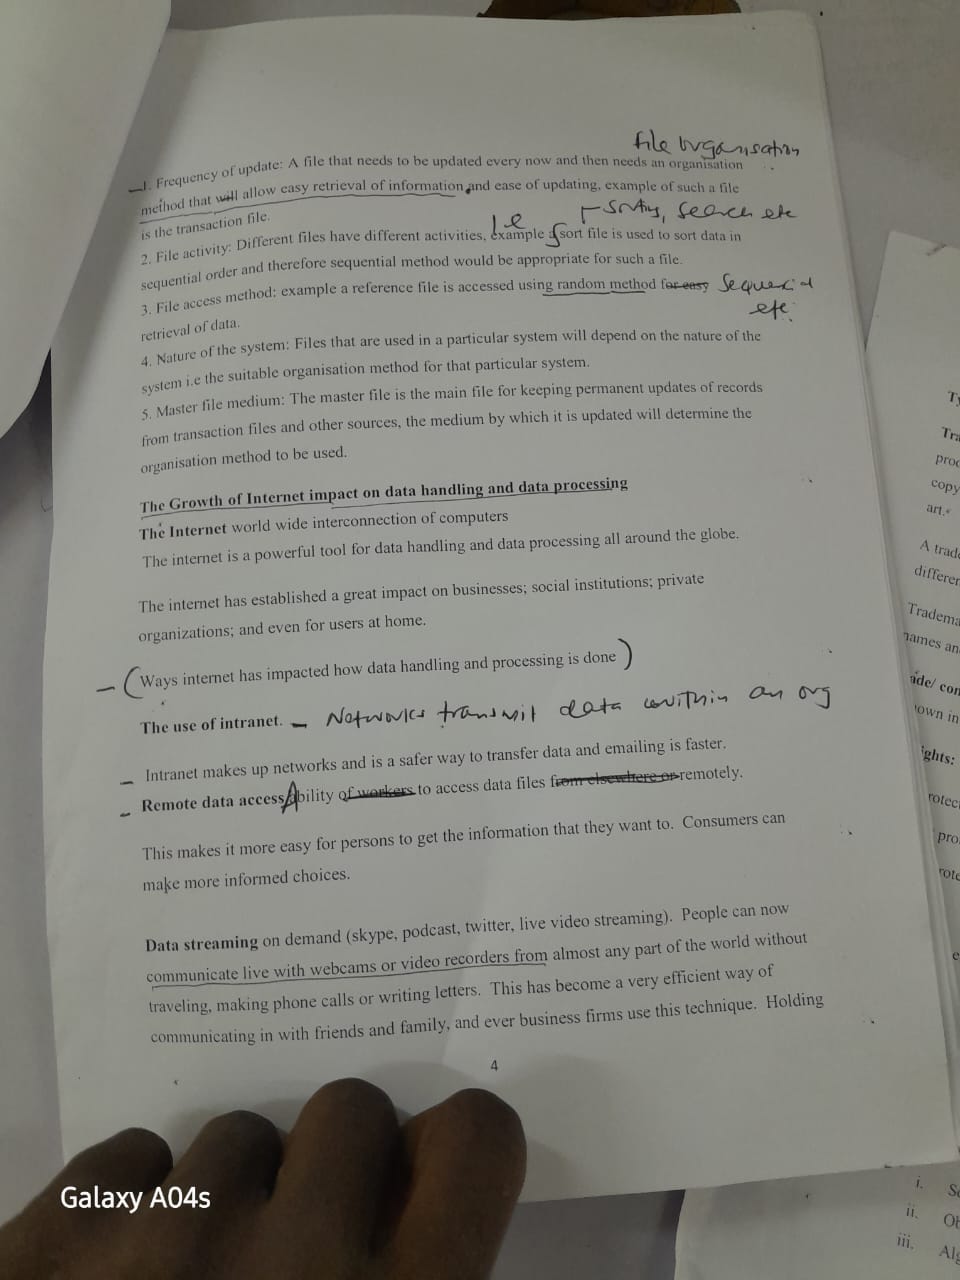 file organisation
1. Frequency of update: A file that needs to be updated every now and then needs an organisation
method that will allow easy retrieval of information and ease of updating, example of such a file
is the transaction file.
sorting, search etc
i.e
2. File activity: Different files have different activities, example a sort file is used to sort data in
sequential order and therefore sequential method would be appropriate for such a file.
3. File access method: example a reference file is accessed using random method for easy
etc.
retrieval of data.
4. Nature of the system: Files that are used in a particular system will depend on the nature of the
system i.e the suitable organisation method for that particular system.
5. Master file medium: The master file is the main file for keeping permanent updates of records
from transaction files and other sources, the medium by which it is updated will determine the
organisation method to be used.
The Growth of Internet impact on data handling and data processing
The Internet world wide interconnection of computers
The internet is a powerful tool for data handling and data processing all around the globe.
The internet has established a great impact on businesses; social institutions; private
organizations; and even for users at home.
– (Ways internet has impacted how data handling and processing is done)
The use of intranet. – Networks transmit data within an org
– Intranet makes up networks and is a safer way to transfer data and emailing is faster.
– Remote data access Ability of workers to access data files from elsewhere or remotely.
This makes it more easy for persons to get the information that they want to. Consumers can
make more informed choices.
Data streaming on demand (skype, podcast, twitter, live video streaming). People can now
communicate live with webcams or video recorders from almost any part of the world without
traveling, making phone calls or writing letters. This has become a very efficient way of
communicating in with friends and family, and ever business firms use this technique. Holding
4
art.
A trade
names an
own in
i.
ii.
iii.
Galaxy A04s